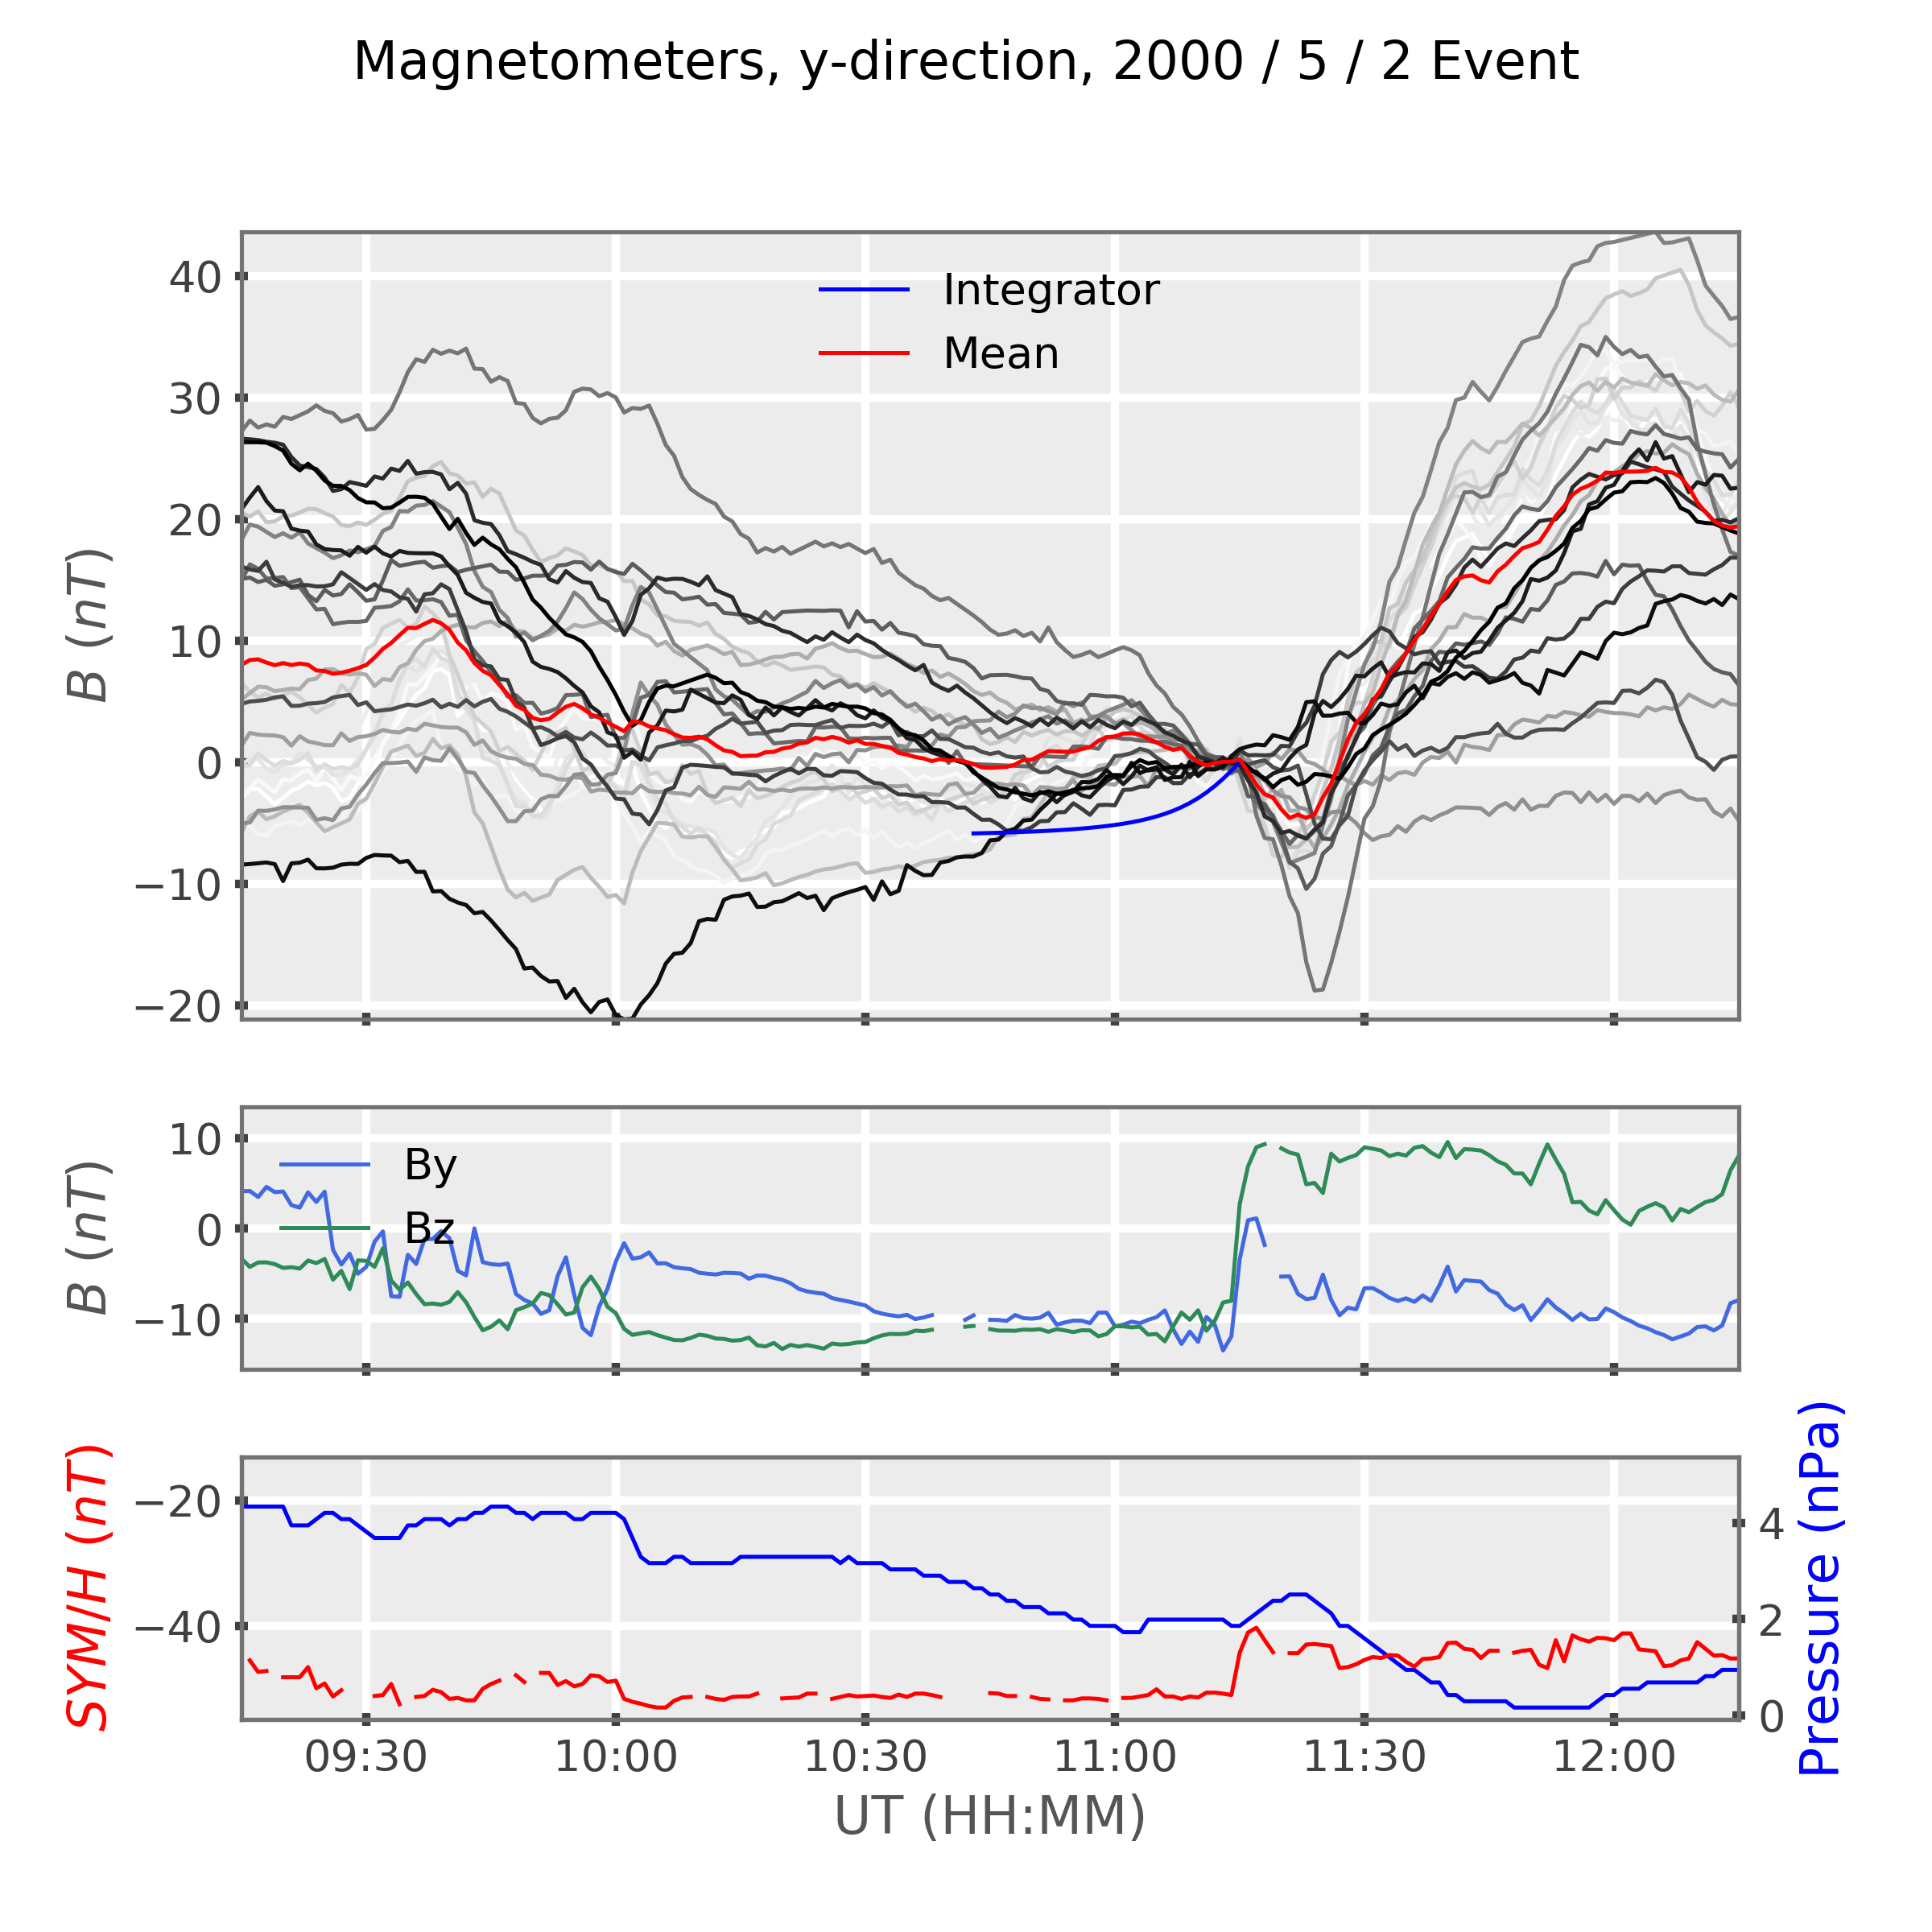 Magnetometers, y-direction, 2000 / 5 / 2 Event
B (nT)
40
30
20
10
0
−10
−20
Integrator
Mean
B (nT)
10
0
−10
By
Bz
SYM/H (nT)
−20
−40
Pressure (nPa)
4
2
0
09:30 10:00 10:30 11:00 11:30 12:00
UT (HH:MM)